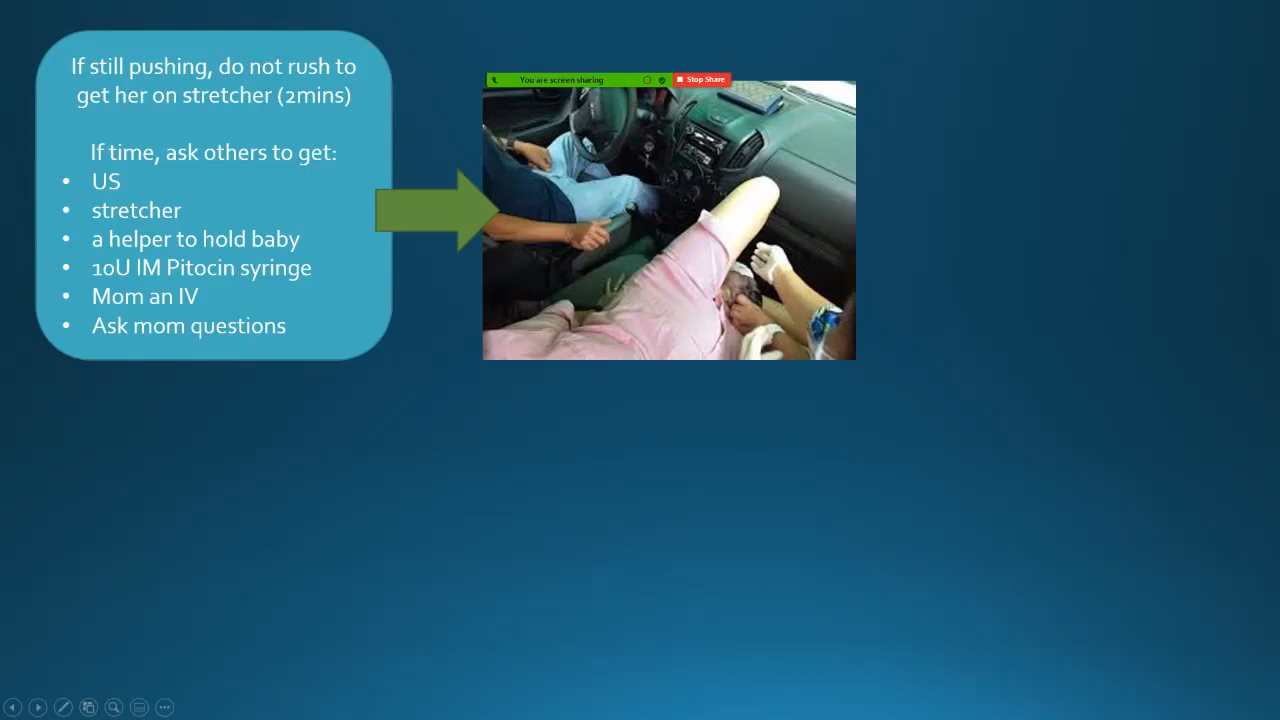 If still pushing, do not rush to
get her on stretcher (2mins)
If time, ask others to get:
• US
• stretcher
• a helper to hold baby
• 10U IM Pitocin syringe
• Mom an IV
• Ask mom questions
You are screen sharing
Stop Share